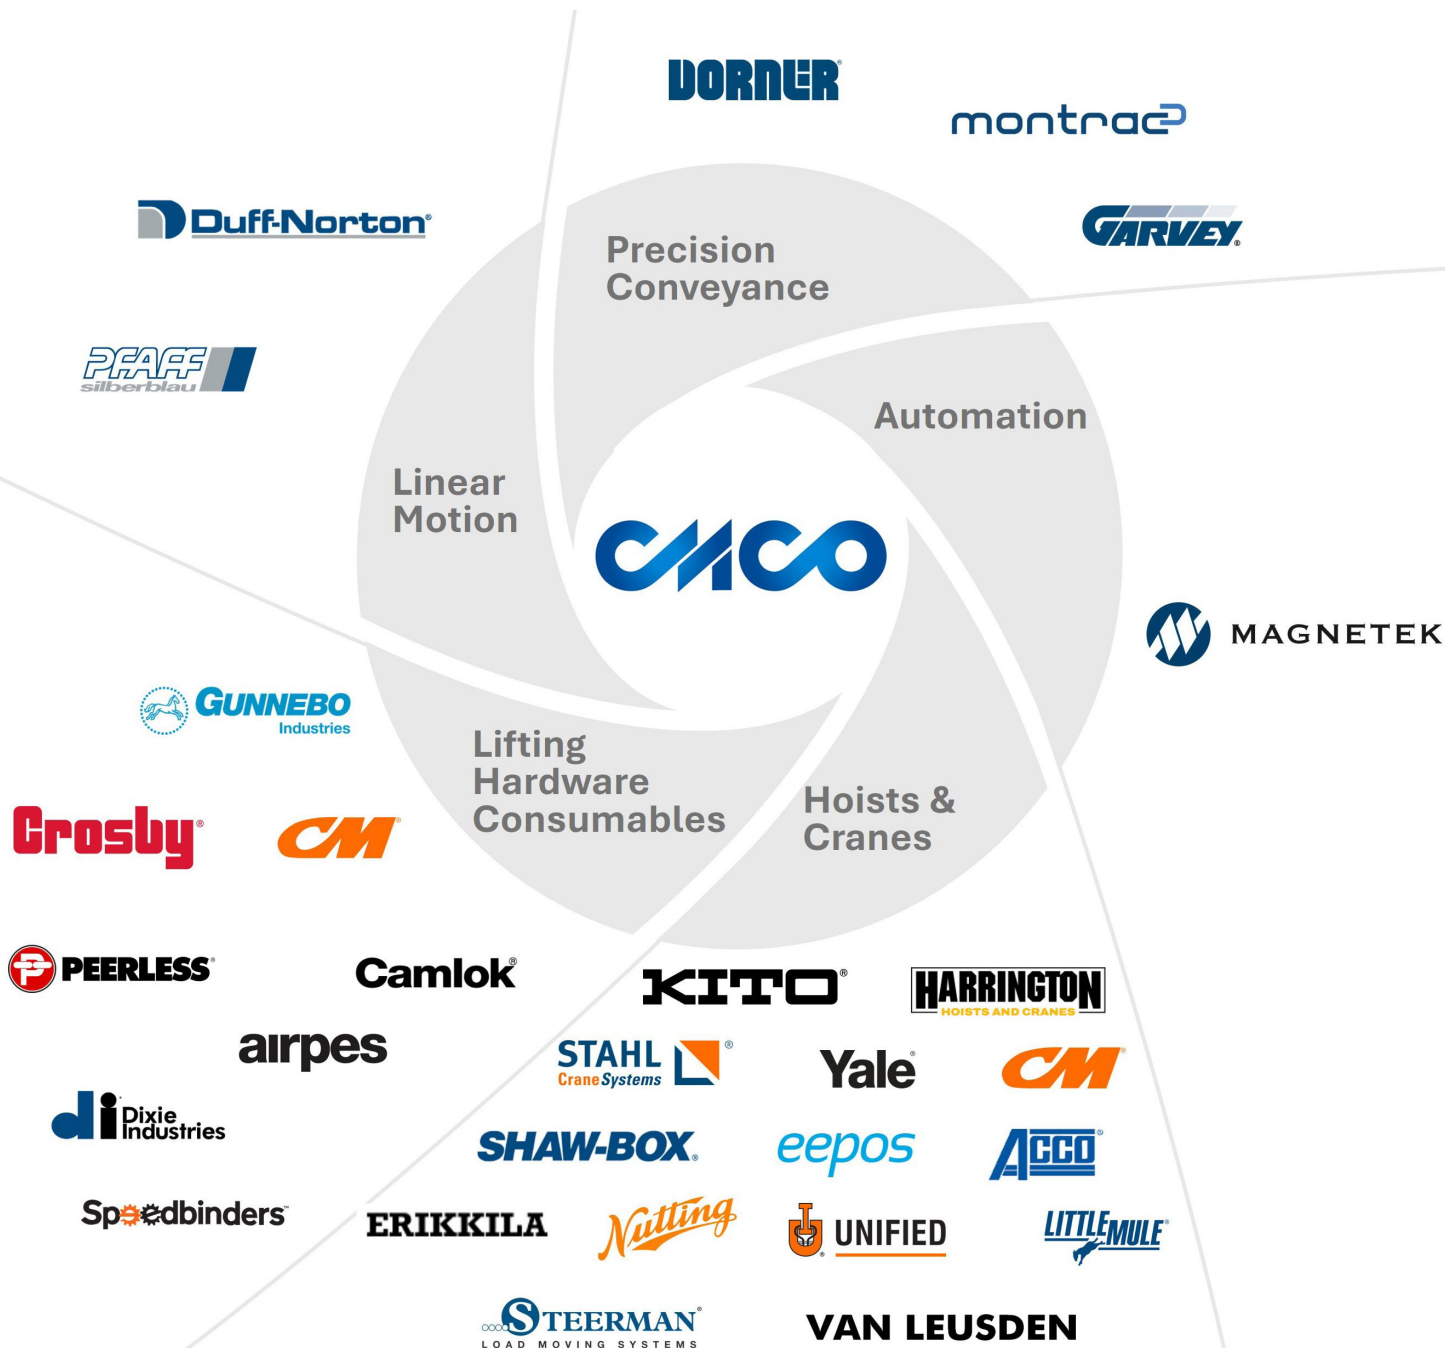 DORNER®
montrac
GARVEY®
Duff-Norton®
PFAFF
silberblau
Precision
Conveyance
Automation
Linear
Motion
CMCO
MAGNETEK
GUNNEBO
Industries
Lifting
Hardware
Consumables
Hoists &
Cranes
Crosby®
CM®
PEERLESS®
Camlok®
KITO®
HARRINGTON
HOISTS AND CRANES
airpes
STAHL®
CraneSystems
Yale®
CM®
di Dixie
Industries
SHAW-BOX®
eepos
ACCO®
Speedbinders™
ERIKKILA
Nutting
UNIFIED®
LITTLE MULE®
STEERMAN®
LOAD MOVING SYSTEMS
VAN LEUSDEN